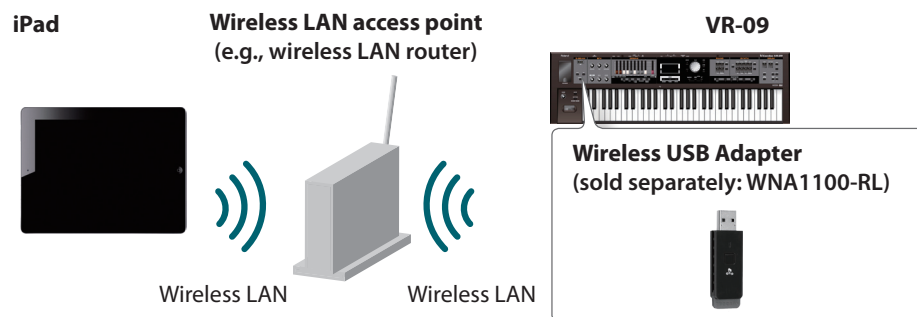 iPad
Wireless LAN access point
(e.g., wireless LAN router)
VR-09
Wireless USB Adapter
(sold separately: WNA1100-RL)
Wireless LAN
Wireless LAN